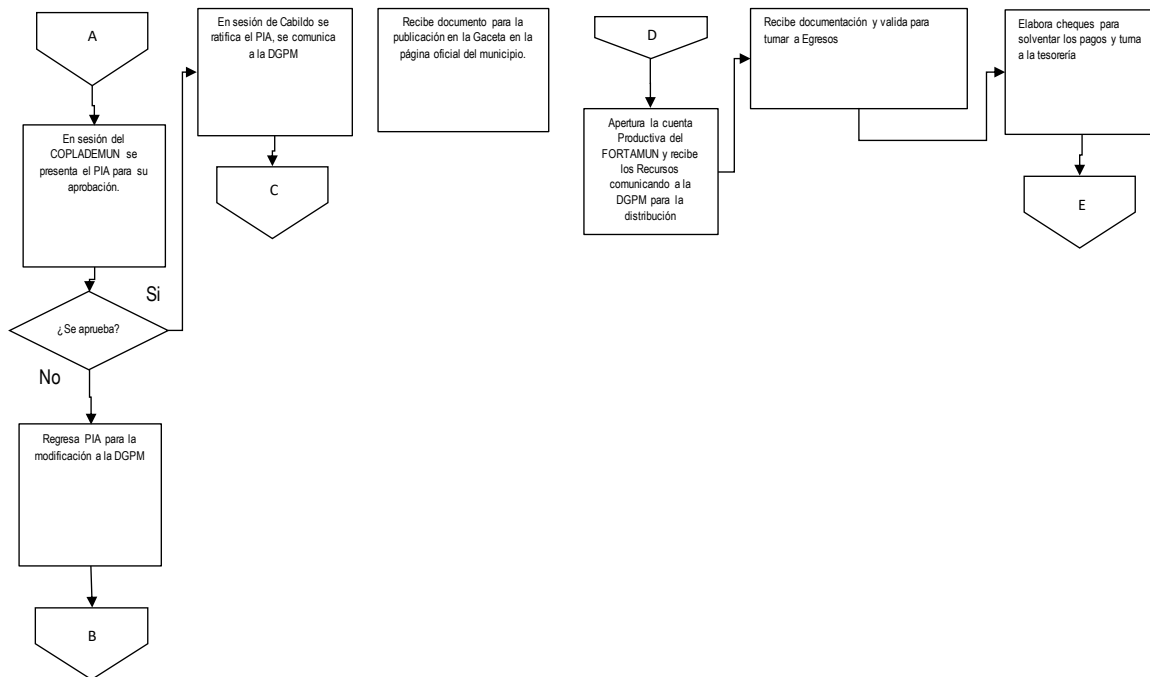 A
En sesión del
COPLADEMUN se
presenta el PIA para su
aprobación.
¿Se aprueba?
Si
No
Regresa PIA para la
modificación a la DGPM
B
En sesión de Cabildo se
ratifica el PIA, se comunica
a la DGPM
C
Recibe documento para la
publicación en la Gaceta en la
página oficial del municipio.
D
Apertura la cuenta
Productiva del
FORTAMUN y recibe
los Recursos
comunicando a la
DGPM para la
distribución
Recibe documentación y valida para
turnar a Egresos
Elabora cheques para
solventar los pagos y turna
a la tesorería
E